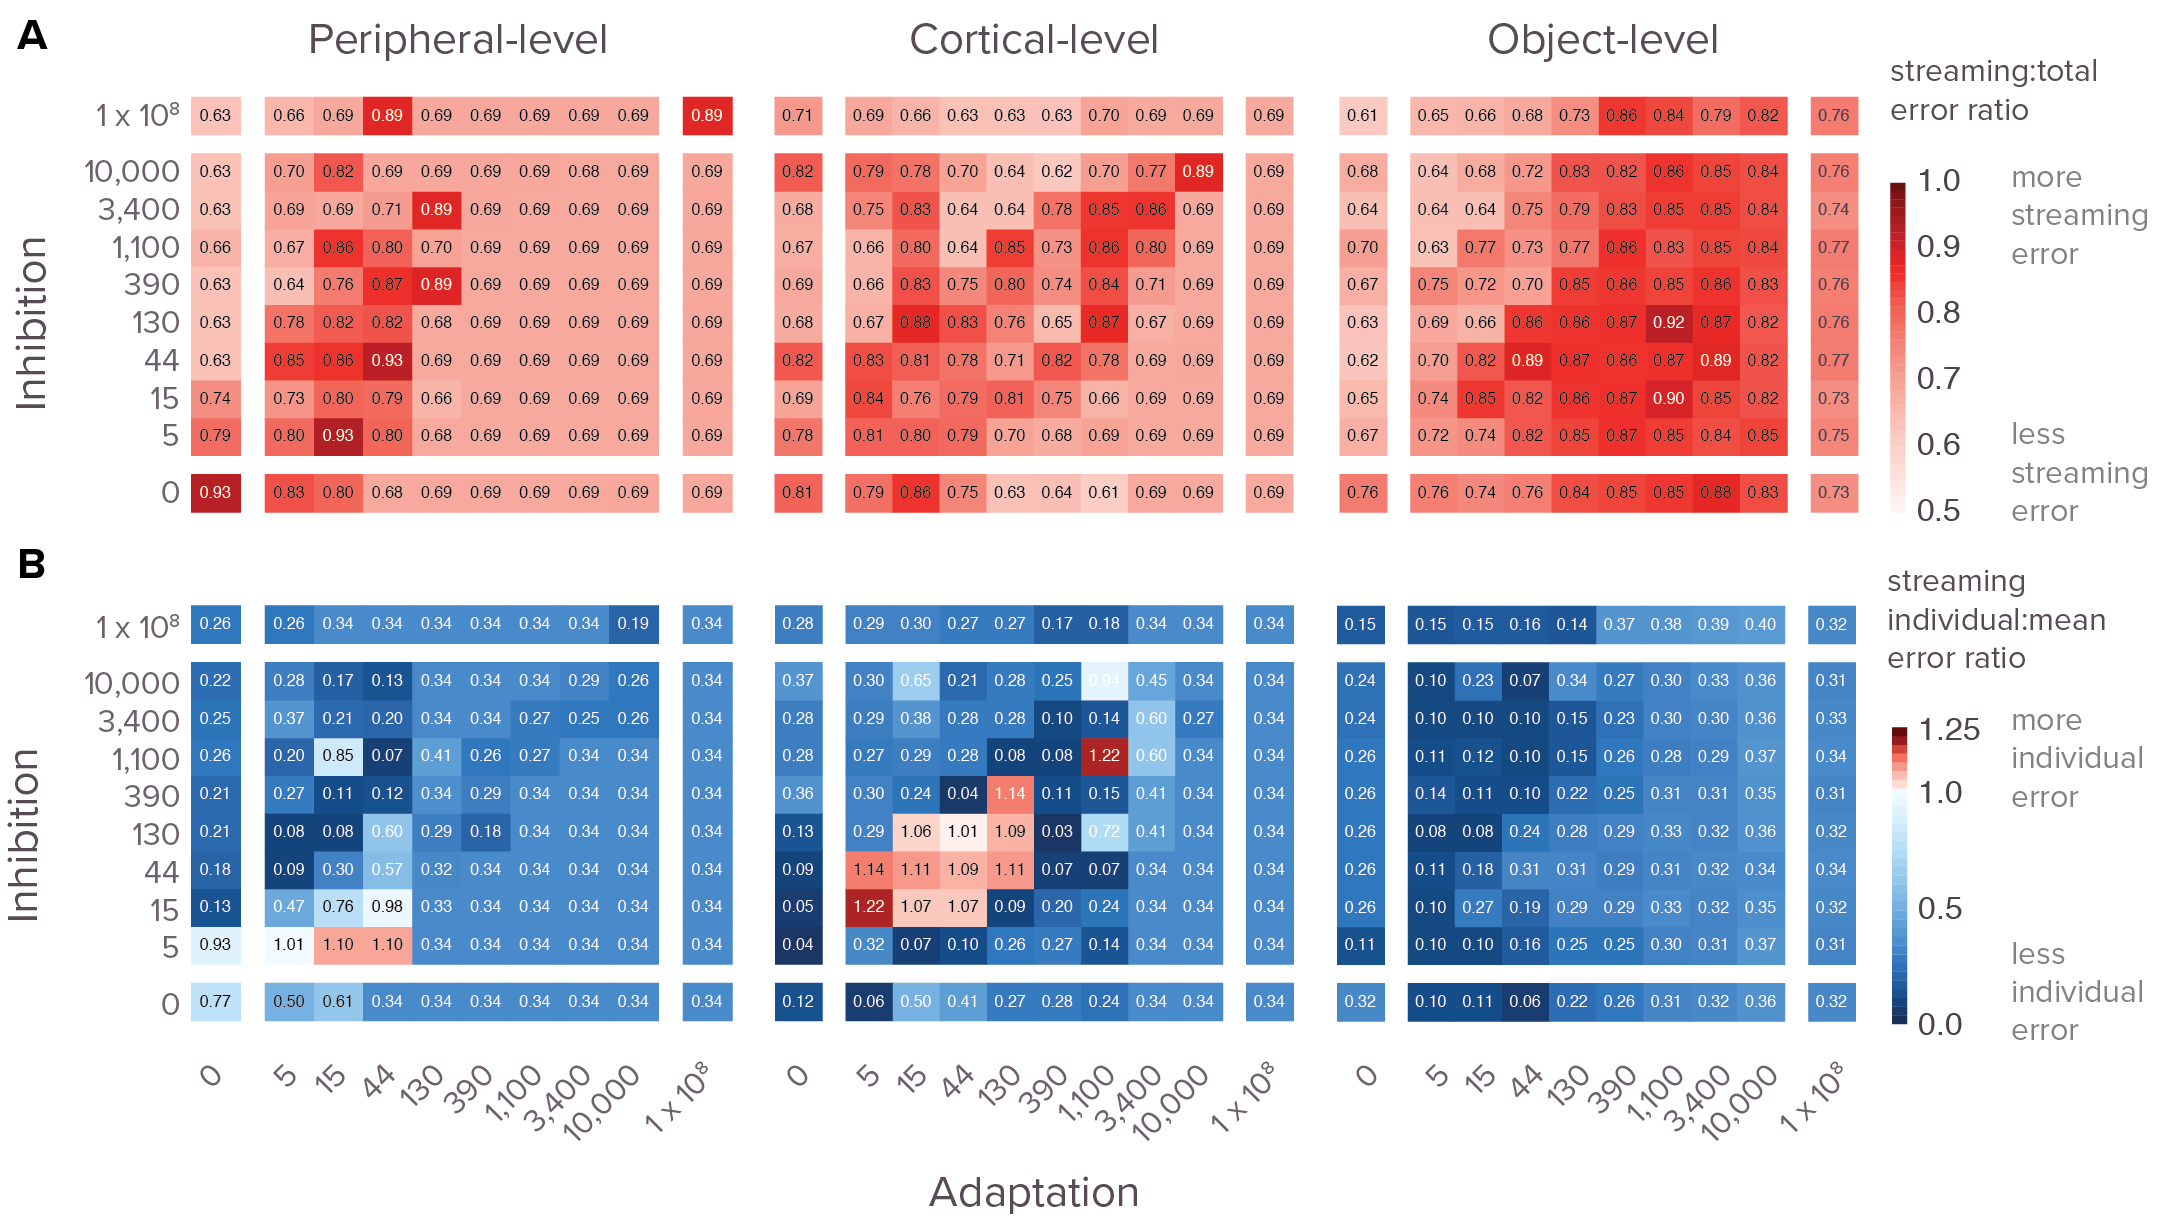 A
Peripheral-level Cortical-level Object-level
streaming:total
error ratio
1 x 10⁸ 0.63 0.66 0.69 0.89 0.69 0.69 0.69 0.69 0.69 0.89 0.71 0.69 0.66 0.63 0.63 0.63 0.70 0.69 0.69 0.69 0.61 0.65 0.66 0.68 0.73 0.86 0.84 0.79 0.82 0.76
10,000 0.63 0.70 0.82 0.69 0.69 0.69 0.69 0.68 0.69 0.69 0.82 0.79 0.78 0.70 0.64 0.62 0.70 0.77 0.89 0.69 0.68 0.64 0.68 0.72 0.83 0.82 0.86 0.85 0.84 0.76
3,400 0.63 0.69 0.69 0.71 0.89 0.69 0.69 0.69 0.69 0.69 0.68 0.75 0.83 0.64 0.64 0.78 0.85 0.86 0.69 0.69 0.64 0.64 0.64 0.75 0.79 0.83 0.85 0.85 0.84 0.74
1,100 0.66 0.67 0.86 0.80 0.70 0.69 0.69 0.69 0.69 0.69 0.67 0.66 0.80 0.64 0.85 0.73 0.86 0.80 0.69 0.69 0.70 0.63 0.77 0.73 0.77 0.86 0.83 0.85 0.84 0.77
390 0.63 0.64 0.76 0.87 0.89 0.69 0.69 0.69 0.69 0.69 0.69 0.66 0.83 0.75 0.80 0.74 0.84 0.71 0.69 0.69 0.67 0.75 0.72 0.70 0.85 0.86 0.85 0.86 0.83 0.76
130 0.63 0.78 0.82 0.82 0.68 0.69 0.69 0.69 0.69 0.69 0.68 0.67 0.88 0.83 0.76 0.65 0.87 0.67 0.69 0.69 0.63 0.69 0.66 0.86 0.86 0.87 0.92 0.87 0.82 0.76
44 0.63 0.85 0.86 0.93 0.69 0.69 0.69 0.69 0.69 0.69 0.82 0.83 0.81 0.78 0.71 0.82 0.78 0.69 0.69 0.69 0.62 0.70 0.82 0.89 0.87 0.86 0.87 0.89 0.82 0.77
15 0.74 0.73 0.80 0.79 0.66 0.69 0.69 0.69 0.69 0.69 0.69 0.84 0.76 0.79 0.81 0.75 0.66 0.69 0.69 0.69 0.65 0.74 0.85 0.82 0.86 0.87 0.90 0.85 0.82 0.73
5 0.79 0.80 0.93 0.80 0.68 0.69 0.69 0.69 0.69 0.69 0.78 0.81 0.80 0.79 0.70 0.68 0.69 0.69 0.69 0.69 0.67 0.72 0.74 0.82 0.85 0.87 0.85 0.84 0.85 0.75
0 0.93 0.83 0.80 0.68 0.69 0.69 0.69 0.69 0.69 0.69 0.81 0.79 0.86 0.75 0.63 0.64 0.61 0.69 0.69 0.69 0.76 0.76 0.74 0.76 0.84 0.85 0.85 0.88 0.83 0.73
Inhibition
1.0
0.9
0.8
0.7
0.6
0.5
more
streaming
error
less
streaming
error
B
streaming
individual:mean
error ratio
1 x 10⁸ 0.26 0.26 0.34 0.34 0.34 0.34 0.34 0.34 0.19 0.34 0.28 0.29 0.30 0.27 0.27 0.17 0.18 0.34 0.34 0.34 0.15 0.15 0.15 0.16 0.14 0.37 0.38 0.39 0.40 0.32
10,000 0.22 0.28 0.17 0.13 0.34 0.34 0.34 0.29 0.26 0.34 0.37 0.30 0.65 0.21 0.28 0.25 0.94 0.45 0.34 0.34 0.24 0.10 0.23 0.07 0.34 0.27 0.30 0.33 0.36 0.31
3,400 0.25 0.37 0.21 0.20 0.34 0.34 0.27 0.25 0.26 0.34 0.28 0.29 0.38 0.28 0.28 0.10 0.14 0.60 0.27 0.34 0.24 0.10 0.10 0.10 0.15 0.23 0.30 0.30 0.36 0.33
1,100 0.26 0.20 0.85 0.07 0.41 0.26 0.27 0.34 0.34 0.34 0.28 0.27 0.29 0.28 0.08 0.08 1.22 0.60 0.34 0.34 0.26 0.11 0.12 0.10 0.15 0.26 0.28 0.29 0.37 0.34
390 0.21 0.27 0.11 0.12 0.34 0.29 0.34 0.34 0.34 0.34 0.36 0.30 0.24 0.04 1.14 0.11 0.15 0.41 0.34 0.34 0.26 0.14 0.11 0.10 0.22 0.25 0.31 0.31 0.35 0.31
130 0.21 0.08 0.08 0.60 0.29 0.18 0.34 0.34 0.34 0.34 0.13 0.29 1.06 1.01 1.09 0.03 0.72 0.41 0.34 0.34 0.26 0.08 0.08 0.24 0.28 0.29 0.33 0.32 0.36 0.32
44 0.18 0.09 0.30 0.57 0.32 0.34 0.34 0.34 0.34 0.34 0.09 1.14 1.11 1.09 1.11 0.07 0.07 0.34 0.34 0.34 0.26 0.11 0.18 0.31 0.31 0.29 0.31 0.32 0.34 0.34
15 0.13 0.47 0.76 0.98 0.33 0.34 0.34 0.34 0.34 0.34 0.05 1.22 1.07 1.07 0.09 0.20 0.24 0.34 0.34 0.34 0.26 0.10 0.27 0.19 0.29 0.29 0.33 0.32 0.35 0.32
5 0.93 1.01 1.10 1.10 0.34 0.34 0.34 0.34 0.34 0.34 0.04 0.32 0.07 0.10 0.26 0.27 0.14 0.34 0.34 0.34 0.11 0.10 0.10 0.16 0.25 0.25 0.30 0.31 0.37 0.31
0 0.77 0.50 0.61 0.34 0.34 0.34 0.34 0.34 0.34 0.34 0.12 0.06 0.50 0.41 0.27 0.28 0.24 0.34 0.34 0.34 0.32 0.10 0.11 0.06 0.22 0.26 0.31 0.32 0.36 0.32
Inhibition
1.25
1.0
0.5
0.0
more
individual
error
less
individual
error
0 5 15 44 130 390 1,100 3,400 10,000 1 x 10⁸ 0 5 15 44 130 390 1,100 3,400 10,000 1 x 10⁸ 0 5 15 44 130 390 1,100 3,400 10,000 1 x 10⁸
Adaptation